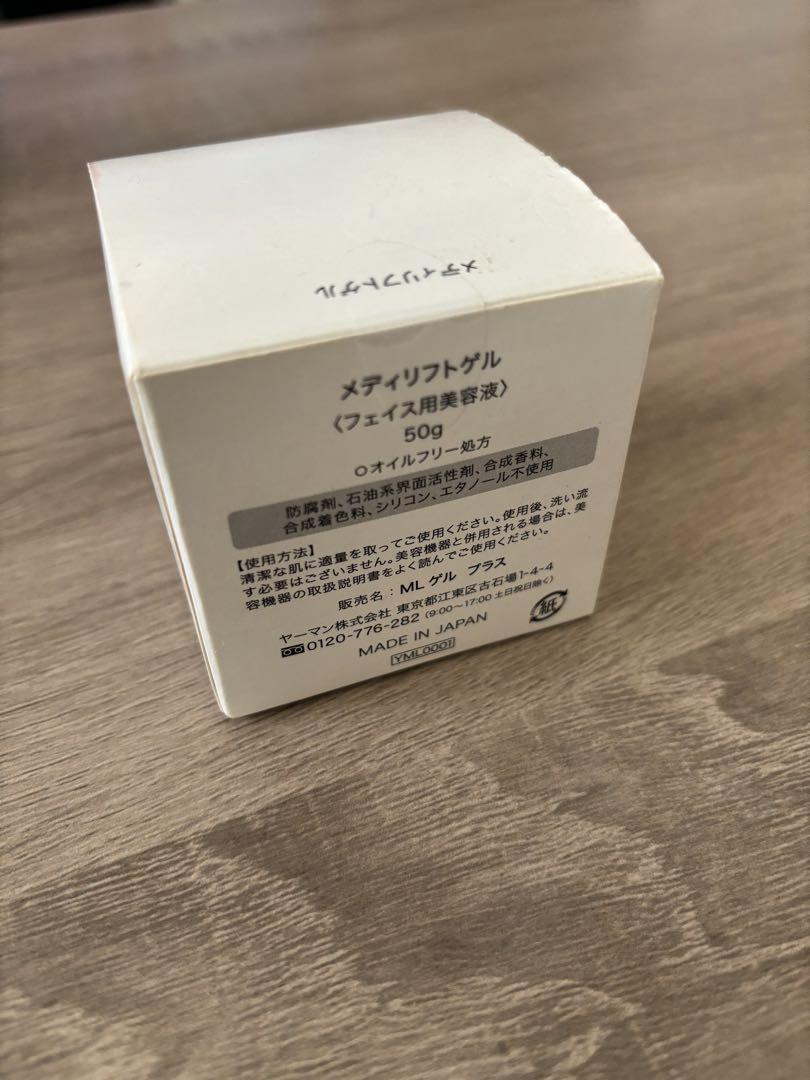 メディリフトゲル
メディリフトゲル
〈フェイス用美容液〉
50g
○オイルフリー処方
防腐剤、石油系界面活性剤、合成香料、
合成着色料、シリコン、エタノール不使用
【使用方法】
清潔な肌に適量を取ってご使用ください。使用後、洗い流
す必要はございません。美容機器と併用される場合は、美
容機器の取扱説明書をよく読んでご使用ください。
販売名：ML ゲル プラス
ヤーマン株式会社 東京都江東区古石場1-4-4
0120-776-282（9:00〜17:00 土日祝日除く）
MADE IN JAPAN
YML0001
紙